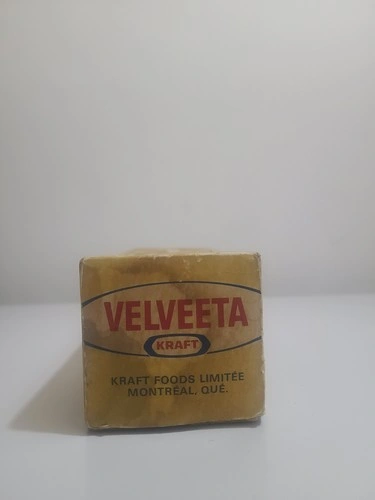 VELVEETA
KRAFT
KRAFT FOODS LIMITÉE
MONTRÉAL, QUÉ.